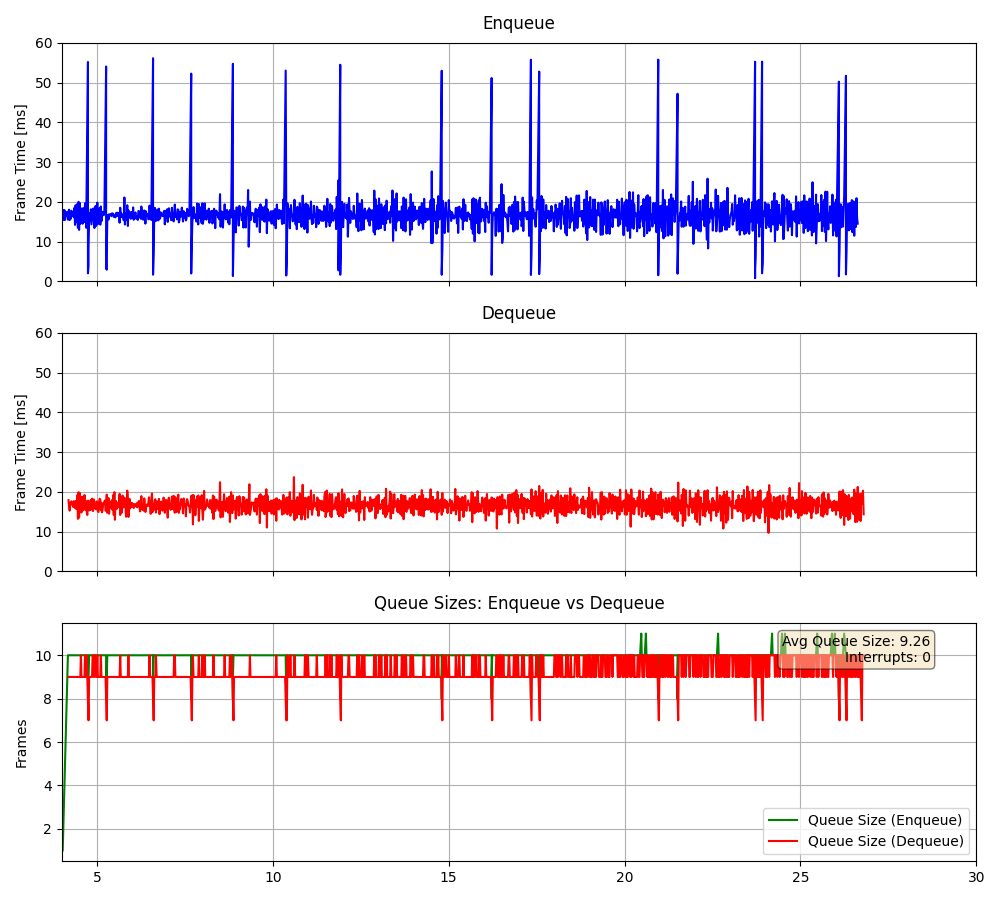 Enqueue
Frame Time [ms]
60
50
40
30
20
10
0
Dequeue
Frame Time [ms]
60
50
40
30
20
10
0
Queue Sizes: Enqueue vs Dequeue
Frames
10
8
6
4
2
Avg Queue Size: 9.26
Interrupts: 0
Queue Size (Enqueue)
Queue Size (Dequeue)
5 10 15 20 25 30